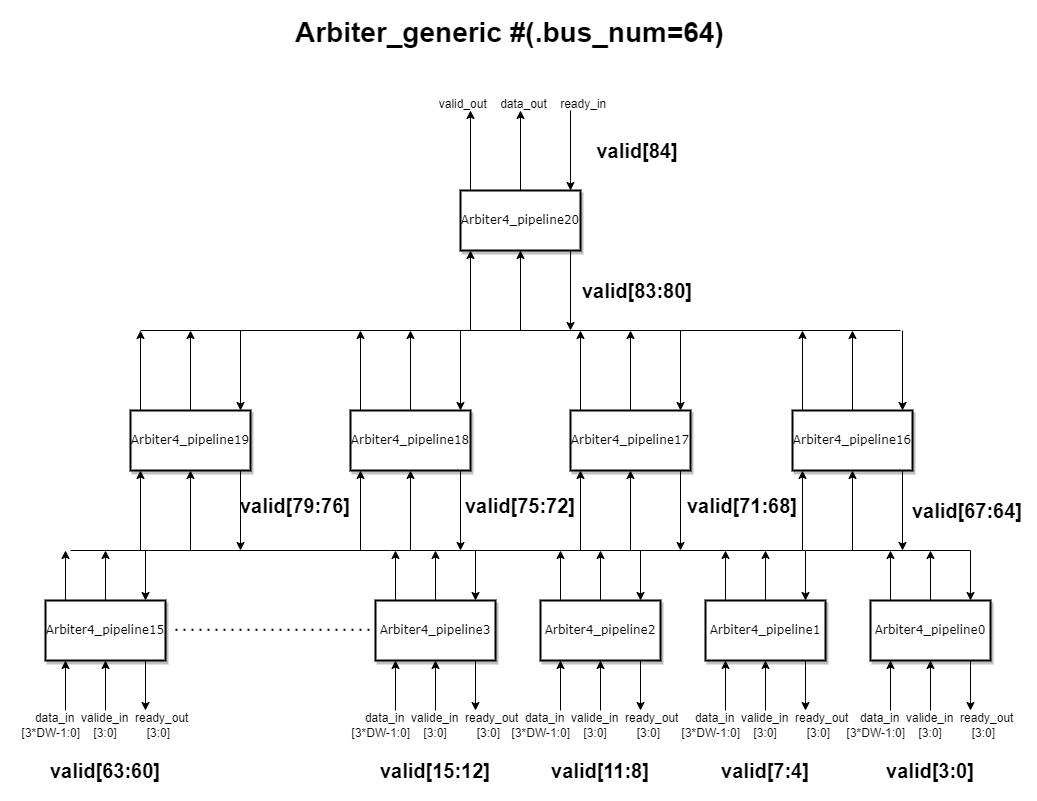 Arbiter_generic #(.bus_num=64)
valid_out data_out ready_in
valid[84]
Arbiter4_pipeline20
valid[83:80]
Arbiter4_pipeline19 Arbiter4_pipeline18 Arbiter4_pipeline17 Arbiter4_pipeline16
valid[79:76] valid[75:72] valid[71:68] valid[67:64]
Arbiter4_pipeline15 Arbiter4_pipeline3 Arbiter4_pipeline2 Arbiter4_pipeline1 Arbiter4_pipeline0
data_in valide_in ready_out data_in valide_in ready_out data_in valide_in ready_out data_in valide_in ready_out data_in valide_in ready_out
[3*DW-1:0] [3:0] [3:0] [3*DW-1:0] [3:0] [3:0] [3*DW-1:0] [3:0] [3:0] [3*DW-1:0] [3:0] [3:0] [3*DW-1:0] [3:0] [3:0]
valid[63:60] valid[15:12] valid[11:8] valid[7:4] valid[3:0]